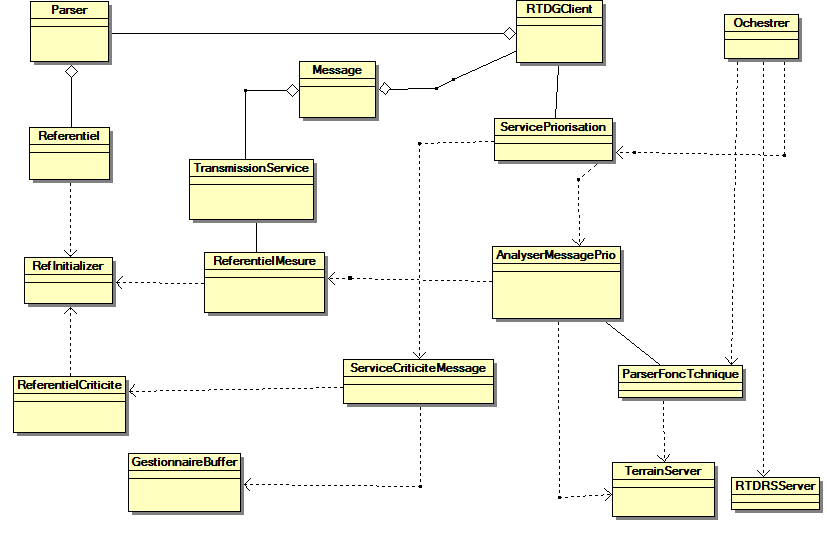 Parser
RTDGClient
Ochestrer
Message
ServicePriorisation
Referentiel
TransmissionService
RefInitializer
ReferentielMesure
AnalyserMessagePrio
ServiceCriticiteMessage
ParserFoncTchnique
ReferentielCriticite
GestionnaireBuffer
TerrainServer
RTDRSServer